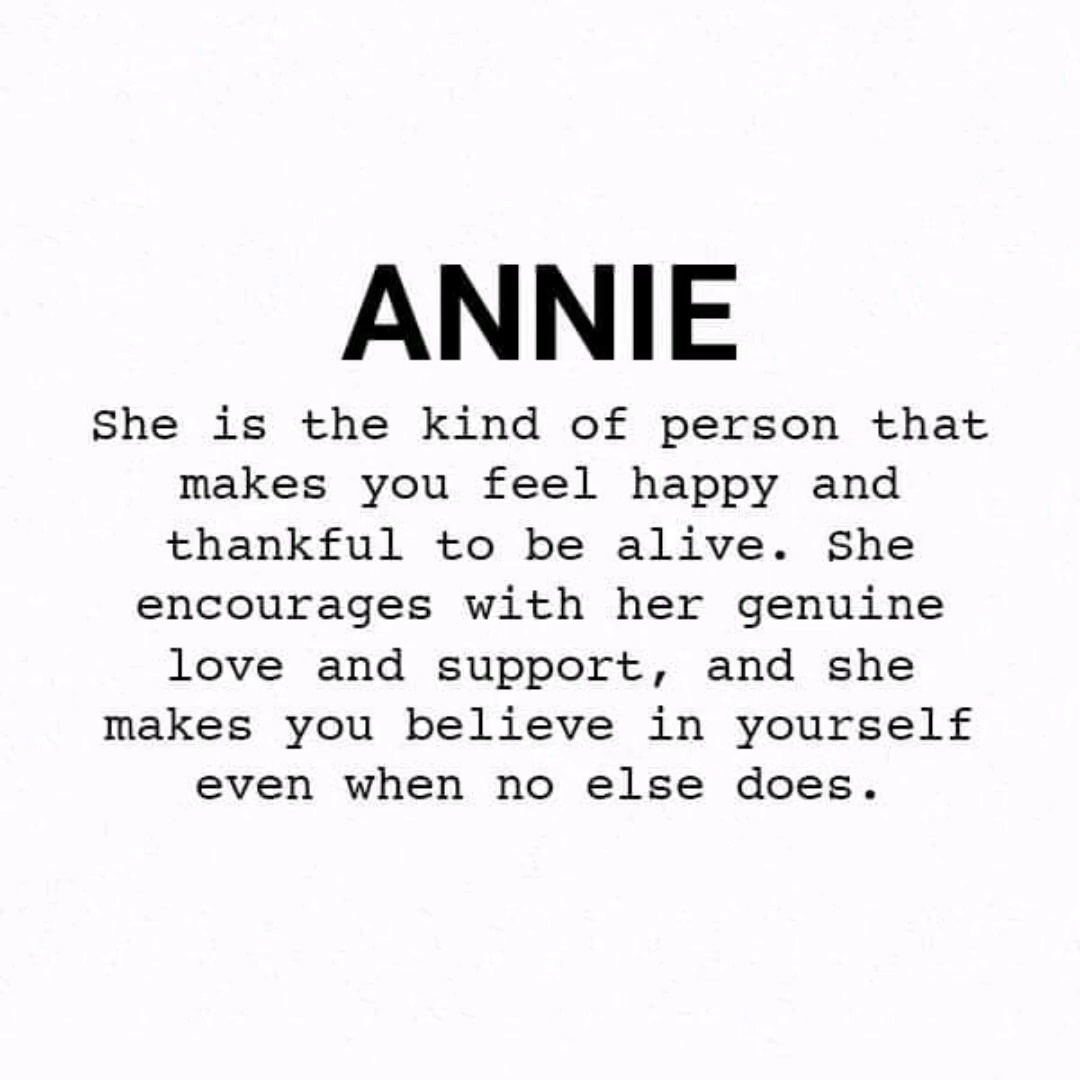 ANNIE
She is the kind of person that
makes you feel happy and
thankful to be alive. She
encourages with her genuine
love and support, and she
makes you believe in yourself
even when no else does.